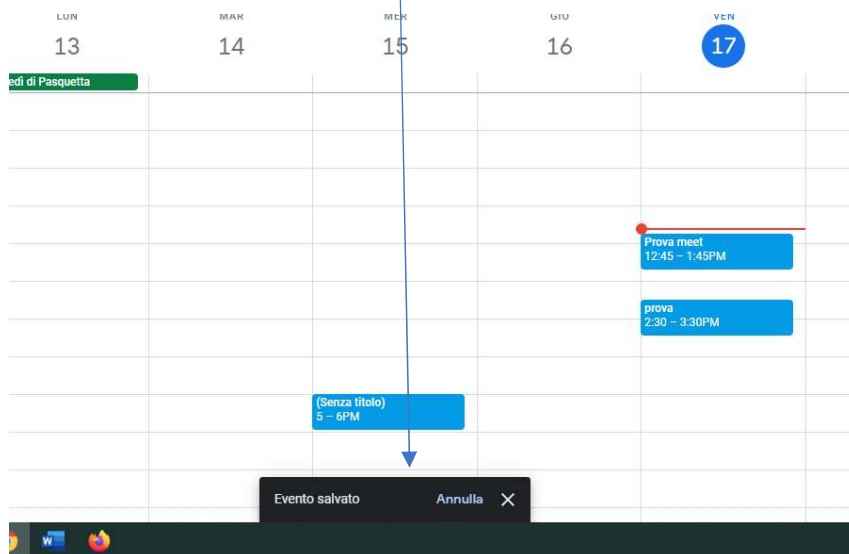 LUN MAR MER GIO VEN
13 14 15 16 17
edì di Pasquetta
Prova meet
12:45 – 1:45PM
prova
2:30 – 3:30PM
(Senza titolo)
5 – 6PM
Evento salvato Annulla
W